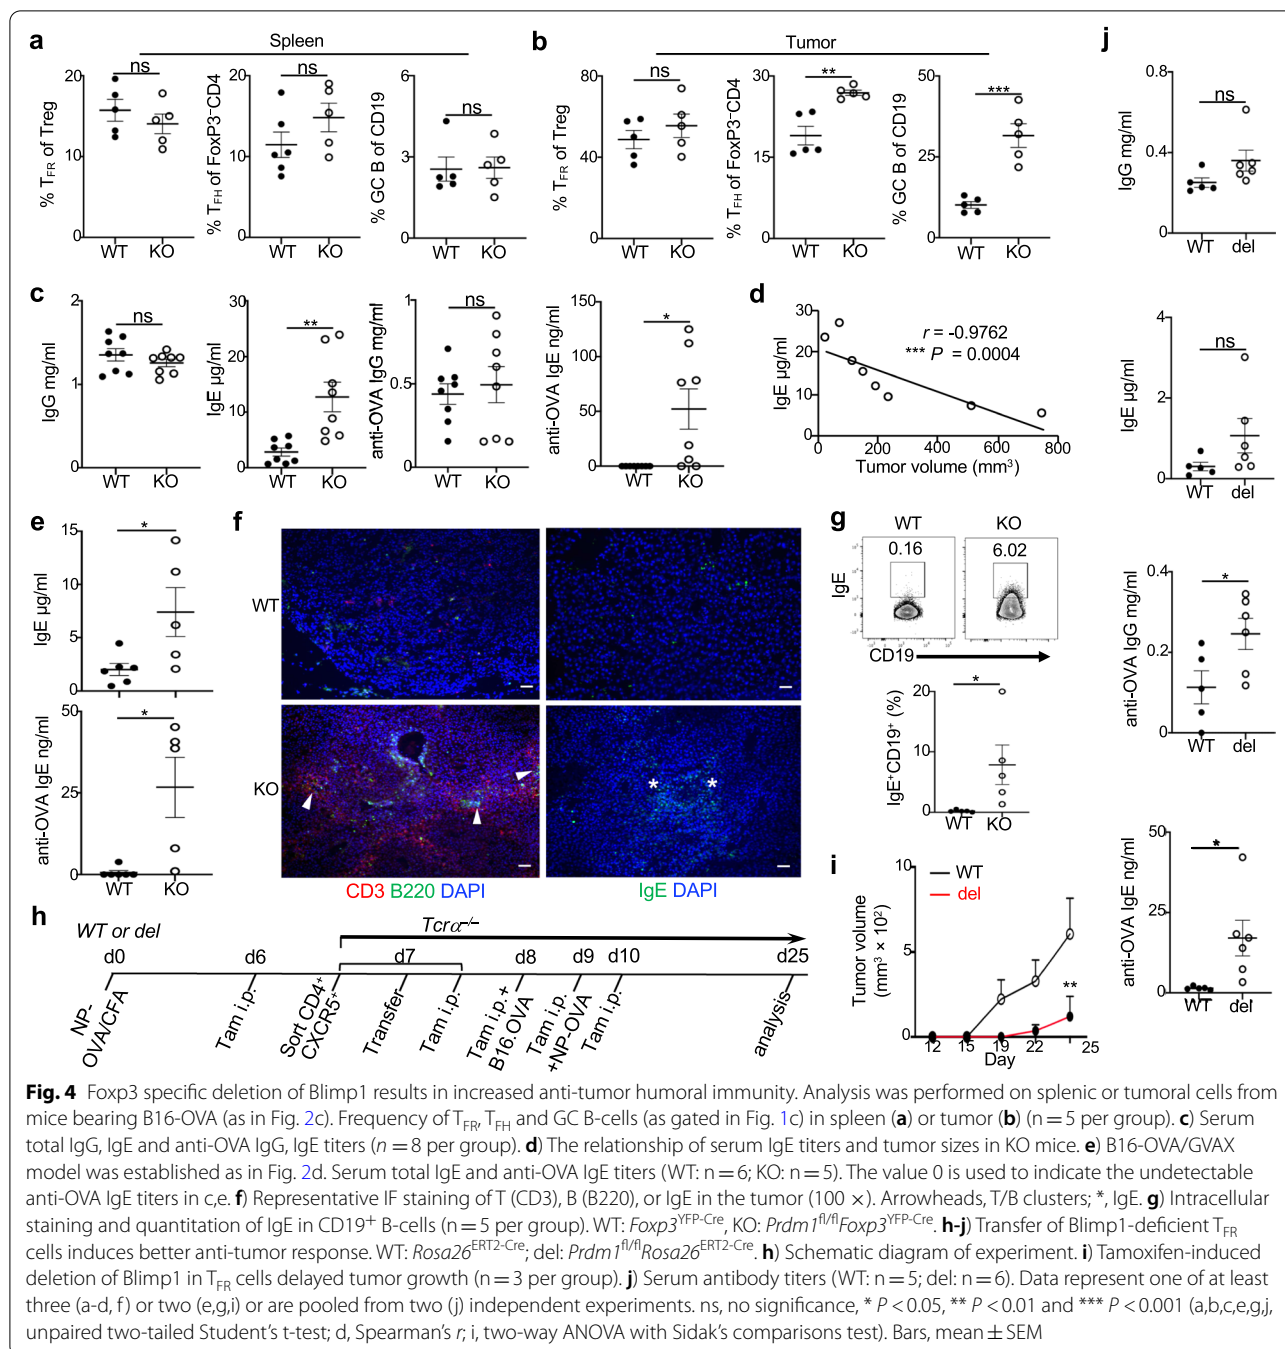 a
Spleen
ns
ns
ns
% TFR of Treg
20
10
0
WT KO
% TFH of FoxP3⁻CD4
20
10
0
WT KO
% GC B of CD19
6
3
0
WT KO
b
Tumor
ns
**
***
% TFR of Treg
80
40
0
WT KO
% TFH of FoxP3⁻CD4
30
15
0
WT KO
% GC B of CD19
50
25
0
WT KO
c
ns
IgG mg/ml
2
1
0
WT KO
**
IgE µg/ml
30
20
10
0
WT KO
ns
anti-OVA IgG mg/ml
1
0.5
0
WT KO
*
anti-OVA IgE ng/ml
150
100
50
0
WT KO
d
IgE µg/ml
30
20
10
0
r = -0.9762
*** P = 0.0004
0 200 400 600 800
Tumor volume (mm³)
e
*
IgE µg/ml
15
10
5
0
*
anti-OVA IgE ng/ml
50
25
0
WT KO
f
WT
KO
* *
CD3 B220 DAPI
IgE DAPI
g
WT KO
0.16 6.02
IgE
CD19
*
IgE⁺CD19⁺ (%)
20
10
0
WT KO
h
WT or del
Tcrα⁻/⁻
d0 d6 d7 d8 d9 d10 d25
NP-
OVA/CFA
Tam i.p.
Sort CD4⁺
CXCR5⁺
Transfer
Tam i.p.
Tam i.p.+
B16.OVA
Tam i.p.
+NP-OVA
Tam i.p.
analysis
i
WT
del
Tumor volume
(mm³ × 10²)
10
5
0
**
12 15 19 22 25
Day
j
ns
IgG mg/ml
0.8
0.4
0
WT del
ns
IgE µg/ml
4
2
0
WT del
*
anti-OVA IgG mg/ml
0.4
0.2
0
WT del
*
anti-OVA IgE ng/ml
50
25
0
WT del
Fig. 4 Foxp3 specific deletion of Blimp1 results in increased anti-tumor humoral immunity. Analysis was performed on splenic or tumoral cells from
mice bearing B16-OVA (as in Fig. 2c). Frequency of TFR, TFH and GC B-cells (as gated in Fig. 1c) in spleen (a) or tumor (b) (n = 5 per group). c) Serum
total IgG, IgE and anti-OVA IgG, IgE titers (n = 8 per group). d) The relationship of serum IgE titers and tumor sizes in KO mice. e) B16-OVA/GVAX
model was established as in Fig. 2d. Serum total IgE and anti-OVA IgE titers (WT: n = 6; KO: n = 5). The value 0 is used to indicate the undetectable
anti-OVA IgE titers in c,e. f) Representative IF staining of T (CD3), B (B220), or IgE in the tumor (100 ×). Arrowheads, T/B clusters; *, IgE. g) Intracellular
staining and quantitation of IgE in CD19⁺ B-cells (n = 5 per group). WT: Foxp3^YFP-Cre, KO: Prdm1^fl/fl Foxp3^YFP-Cre. h-j) Transfer of Blimp1-deficient TFR
cells induces better anti-tumor response. WT: Rosa26^ERT2-Cre; del: Prdm1^fl/fl Rosa26^ERT2-Cre. h) Schematic diagram of experiment. i) Tamoxifen-induced
deletion of Blimp1 in TFR cells delayed tumor growth (n = 3 per group). j) Serum antibody titers (WT: n = 5; del: n = 6). Data represent one of at least
three (a-d, f) or two (e,g,i) or are pooled from two (j) independent experiments. ns, no significance, * P < 0.05, ** P < 0.01 and *** P < 0.001 (a,b,c,e,g,j,
unpaired two-tailed Student's t-test; d, Spearman's r; i, two-way ANOVA with Sidak's comparisons test). Bars, mean ± SEM